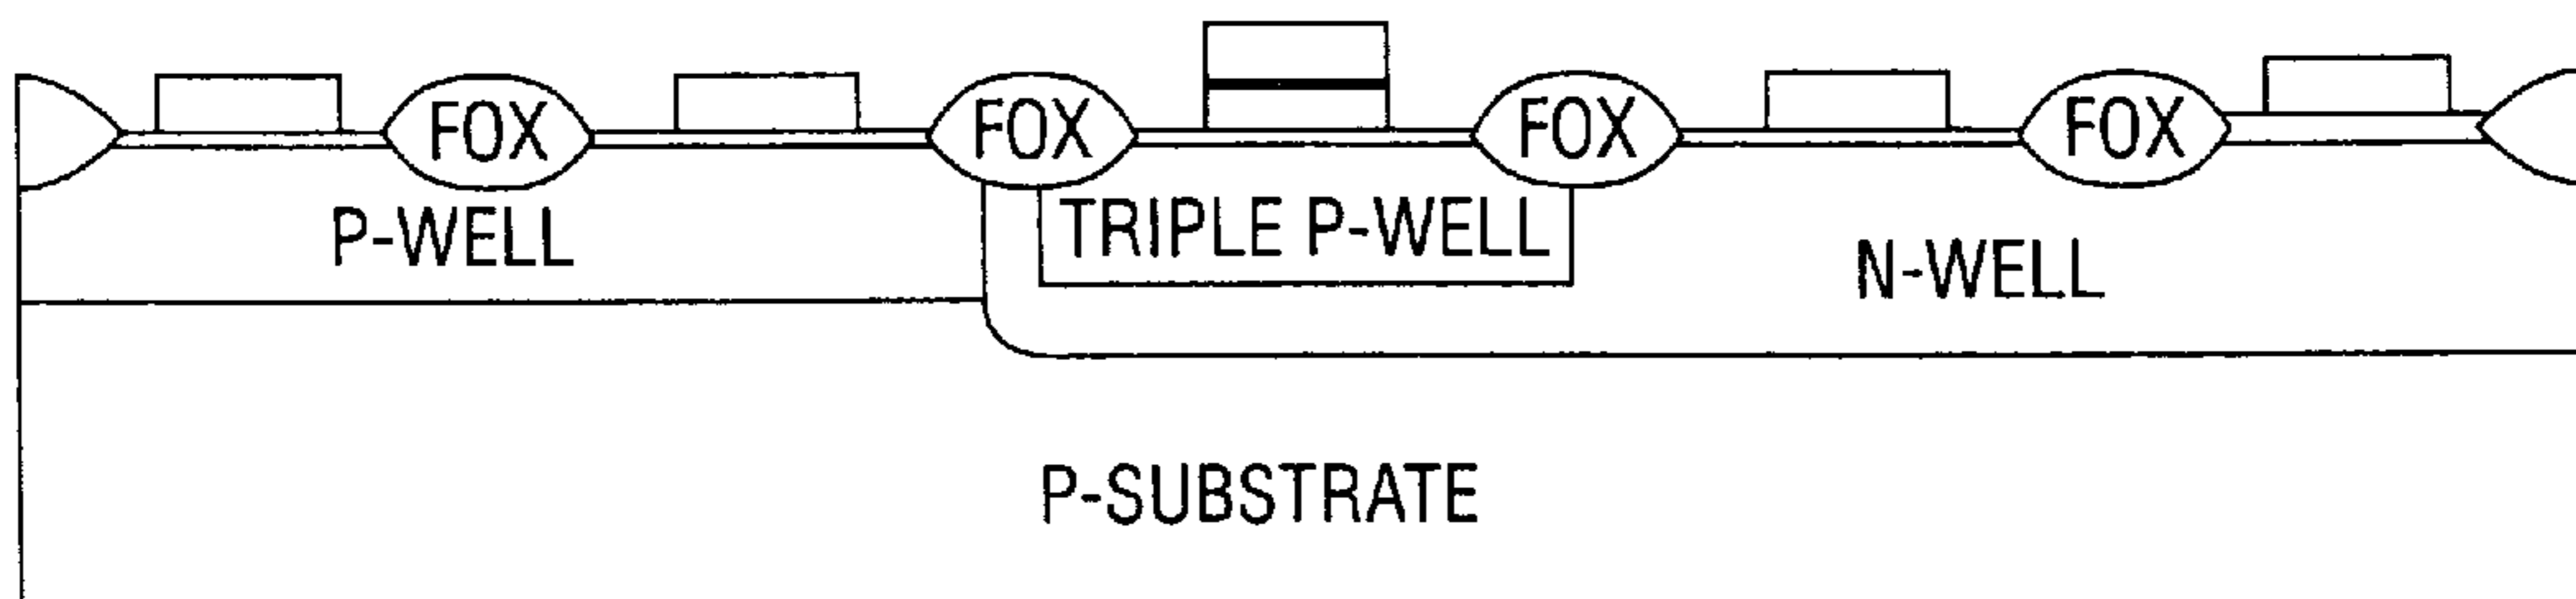 FOX FOX FOX FOX
P-WELL TRIPLE P-WELL N-WELL
P-SUBSTRATE